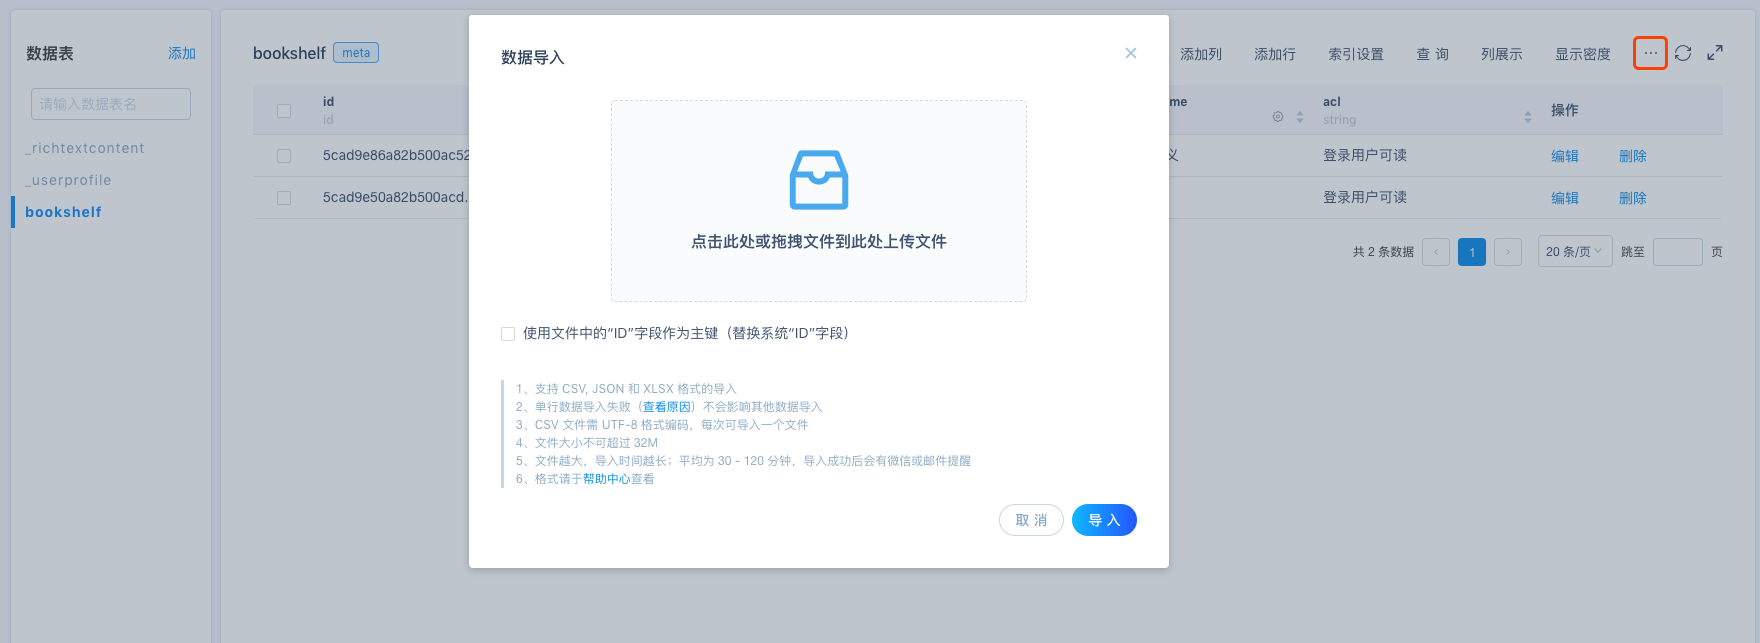 数据表
添加
请输入数据表名
_richtextcontent
_userprofile
bookshelf
bookshelf
meta
添加列
添加行
索引设置
查 询
列展示
显示密度
id
id
me
acl
string
操作
5cad9e86a82b500ac52
义
登录用户可读
编辑
删除
5cad9e50a82b500acd.
登录用户可读
编辑
删除
共 2 条数据
1
20 条/页
跳至
页
数据导入
点击此处或拖拽文件到此处上传文件
使用文件中的“ID”字段作为主键（替换系统“ID”字段）
1、支持 CSV, JSON 和 XLSX 格式的导入
2、单行数据导入失败（查看原因）不会影响其他数据导入
3、CSV 文件需 UTF-8 格式编码，每次可导入一个文件
4、文件大小不可超过 32M
5、文件越大，导入时间越长；平均为 30 - 120 分钟，导入成功后会有微信或邮件提醒
6、格式请于帮助中心查看
取 消
导 入